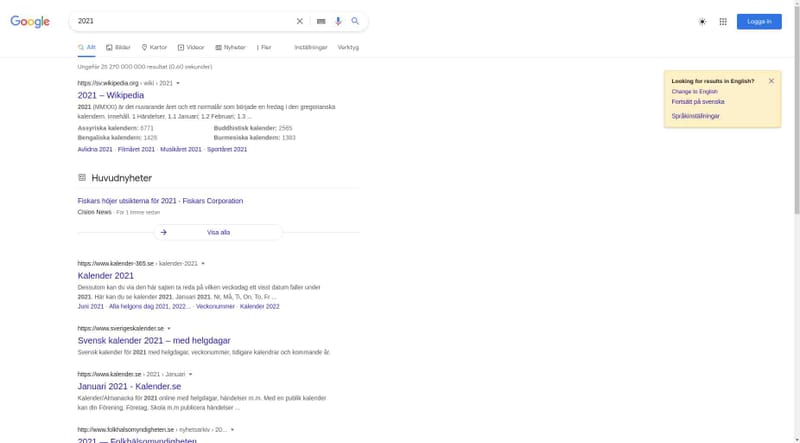 Google
2021
Logga in
Allt
Bilder
Kartor
Videor
Nyheter
Fler
Inställningar
Verktyg
Ungefär 25 270 000 000 resultat (0,60 sekunder)
https://sv.wikipedia.org › wiki › 2021
2021 – Wikipedia
2021 (MMXXI) är det nuvarande året och ett normalår som började en fredag i den gregorianska
kalendern. Innehåll. 1 Händelser. 1.1 Januari; 1.2 Februari; 1.3 ...
Assyriska kalendern: 6771
Buddhistisk kalender: 2565
Bengaliska kalendern: 1428
Burmesiska kalendern: 1383
Avlidna 2021 · Filmåret 2021 · Musikåret 2021 · Sportåret 2021
Huvudnyheter
Fiskars höjer utsikterna för 2021 - Fiskars Corporation
Cision News · För 1 timme sedan
Visa alla
https://www.kalender-365.se › kalender-2021
Kalender 2021
Dessutom kan du via den här sajten ta reda på vilken veckodag ett visst datum faller under
2021. Här kan du se kalender 2021. Januari 2021. Nr, Må, Ti, On, To, Fr ...
Juni 2021 · Alla helgons dag 2021, 2022... · Veckonummer · Kalender 2022
https://www.sverigeskalender.se
Svensk kalender 2021 – med helgdagar
Svensk kalender för 2021 med helgdagar, veckonummer, tidigare kalendrar och kommande år.
https://www.kalender.se › 2021 › Januari
Januari 2021 - Kalender.se
Kalender/Almanacka för 2021 online med helgdagar, händelser m.m. Med en publik kalender
kan din Förening, Företag, Skola m.m publicera händelser ...
http://www.folkhalsomyndigheten.se › nyhetsarkiv › 20...
2021 — Folkhälsomyndigheten
Looking for results in English?
Change to English
Fortsätt på svenska
Språkinställningar